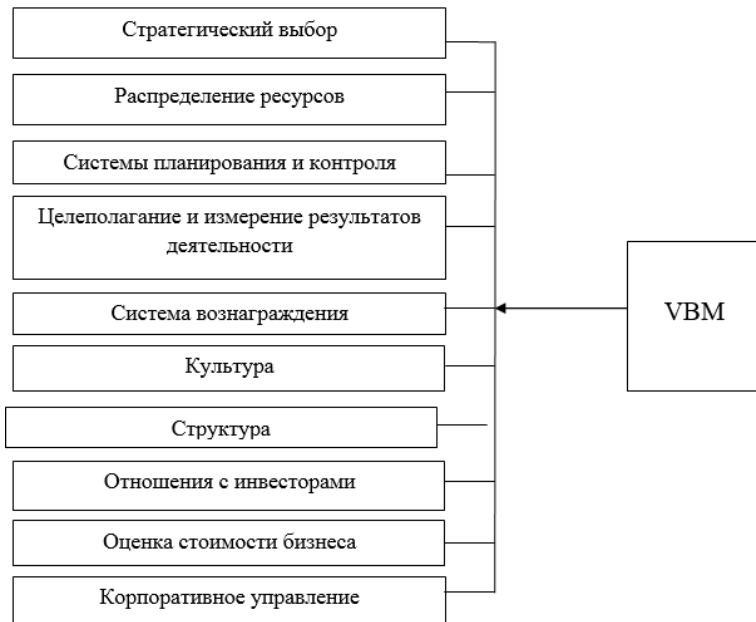 Стратегический выбор
Распределение ресурсов
Системы планирования и контроля
Целеполагание и измерение результатов
деятельности
Система вознаграждения
Культура
Структура
Отношения с инвесторами
Оценка стоимости бизнеса
Корпоративное управление
VBM